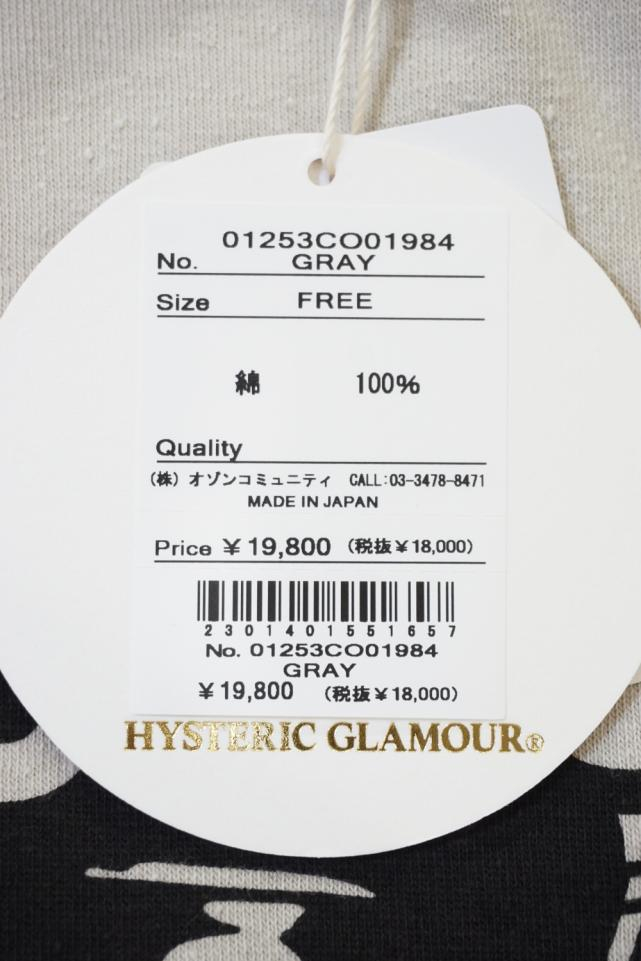 01253CO01984
No. GRAY
Size FREE
綿 100%
Quality
(株) オゾンコミュニティ CALL:03-3478-8471
MADE IN JAPAN
Price ¥19,800 (税抜¥18,000)
2301401551657
No. 01253CO01984
GRAY
¥19,800 (税抜¥18,000)
HYSTERIC GLAMOUR®